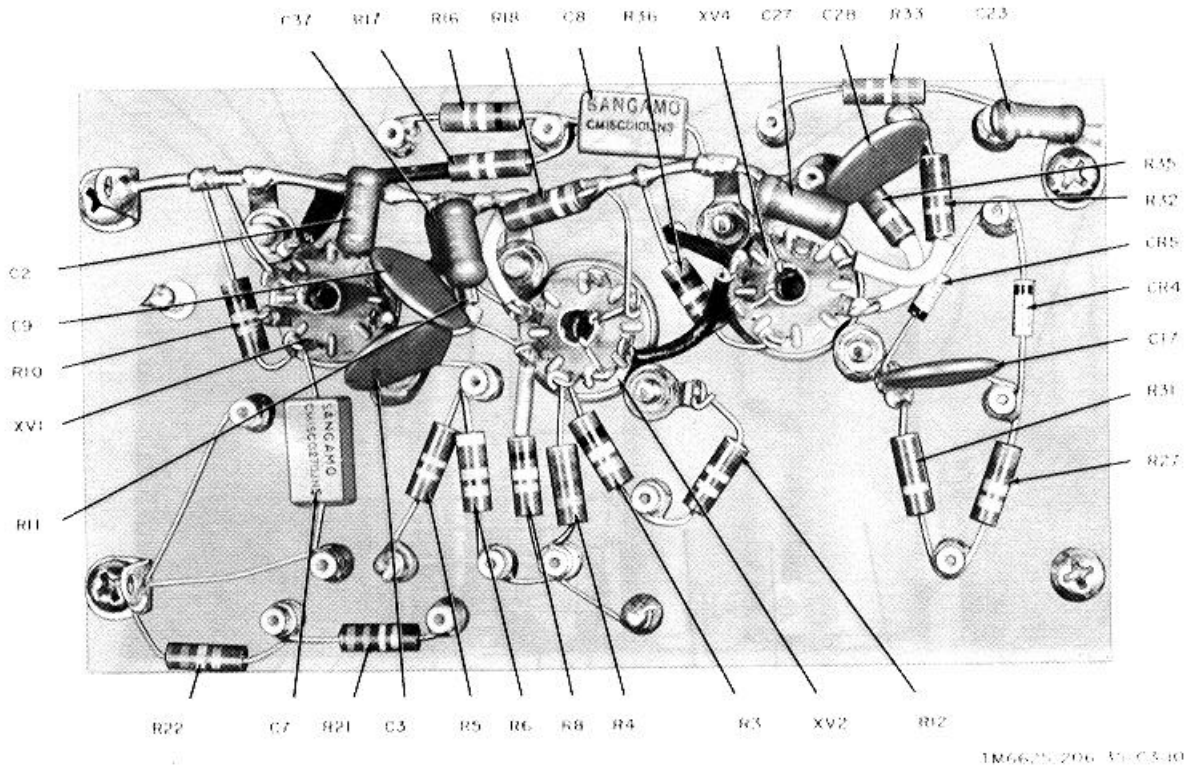 C37 R17 R16 R18 C8 R36 XV4 C27 C28 R33 C23
SANGAMO
R35
R32
C2
CR5
C9
CR4
R10
C17
XV1
SANGAMO
R31
R27
R11
R22 C7 R21 C3 R5 R6 R8 R4 R3 XV2 R12